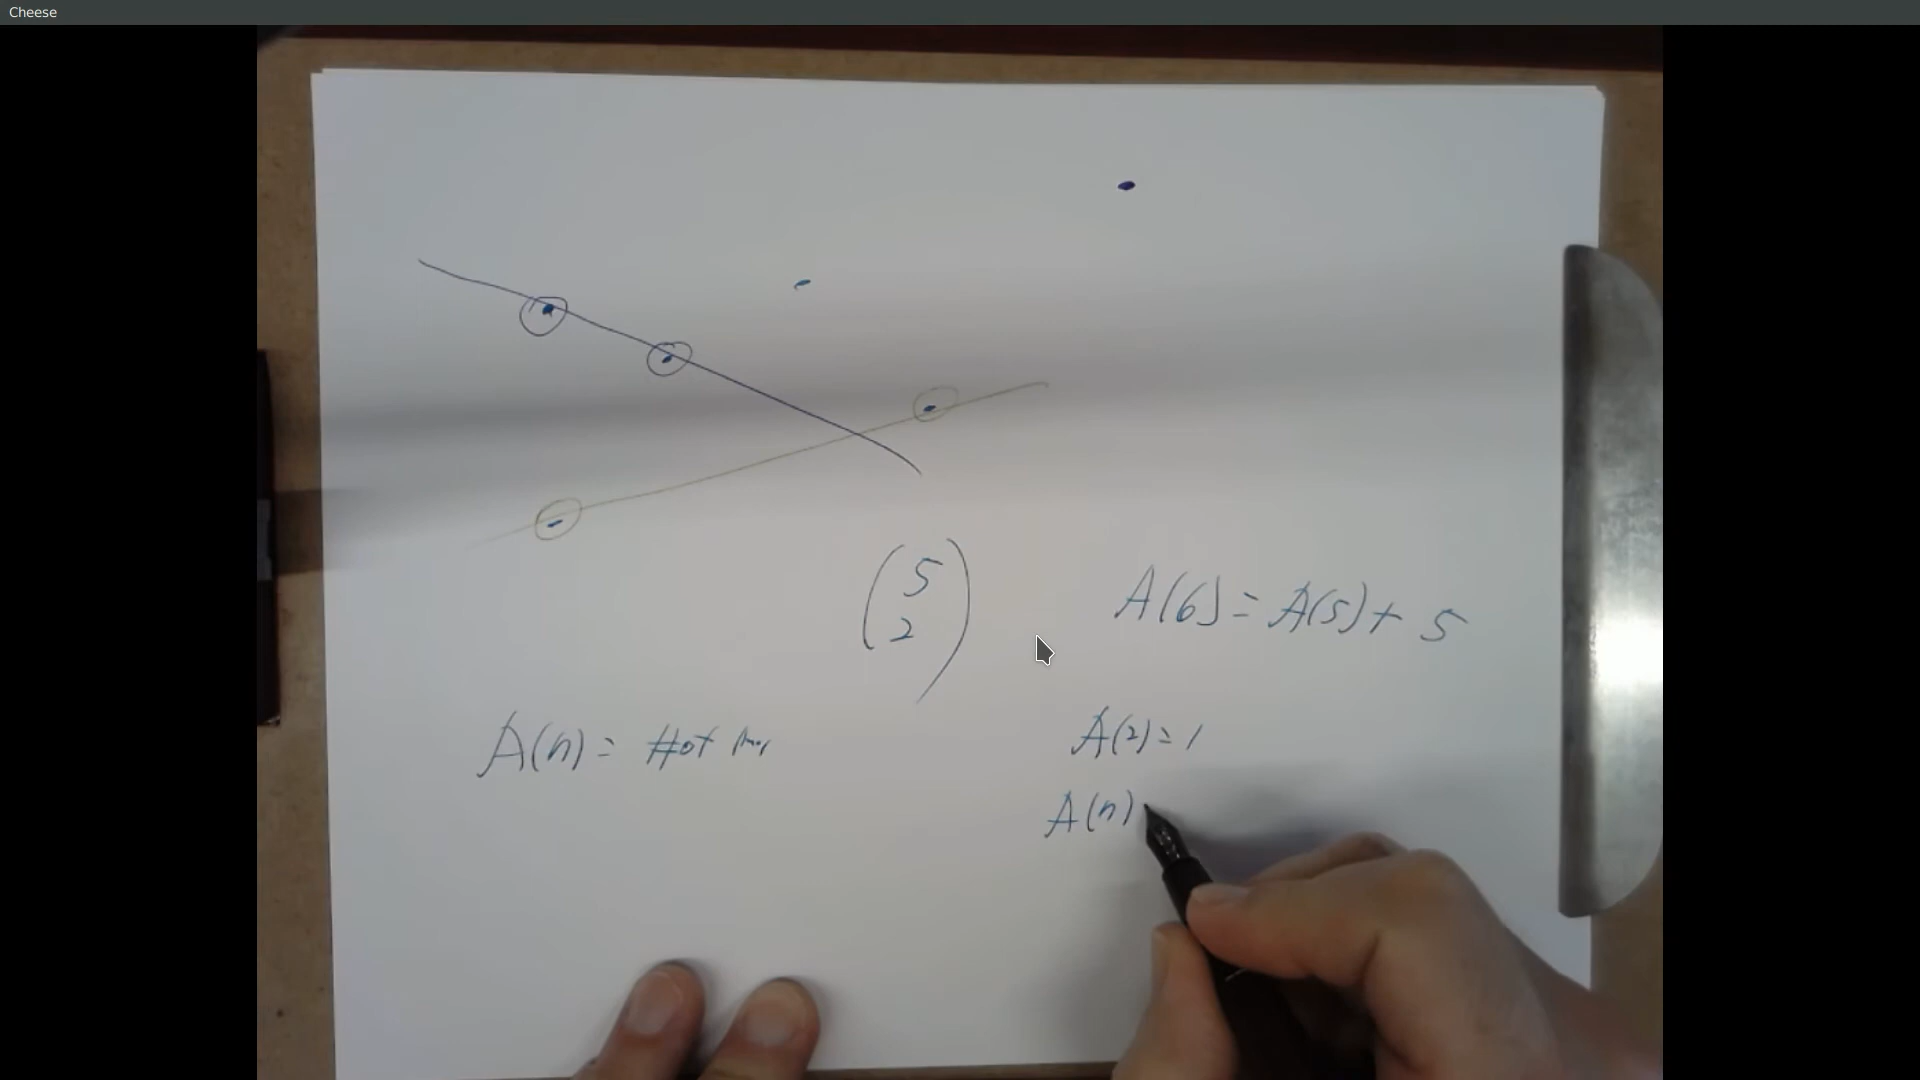 Cheese
( 5
2 )
A(6) = A(5) + 5
A(n) = # of
A(2) = 1
A(n)